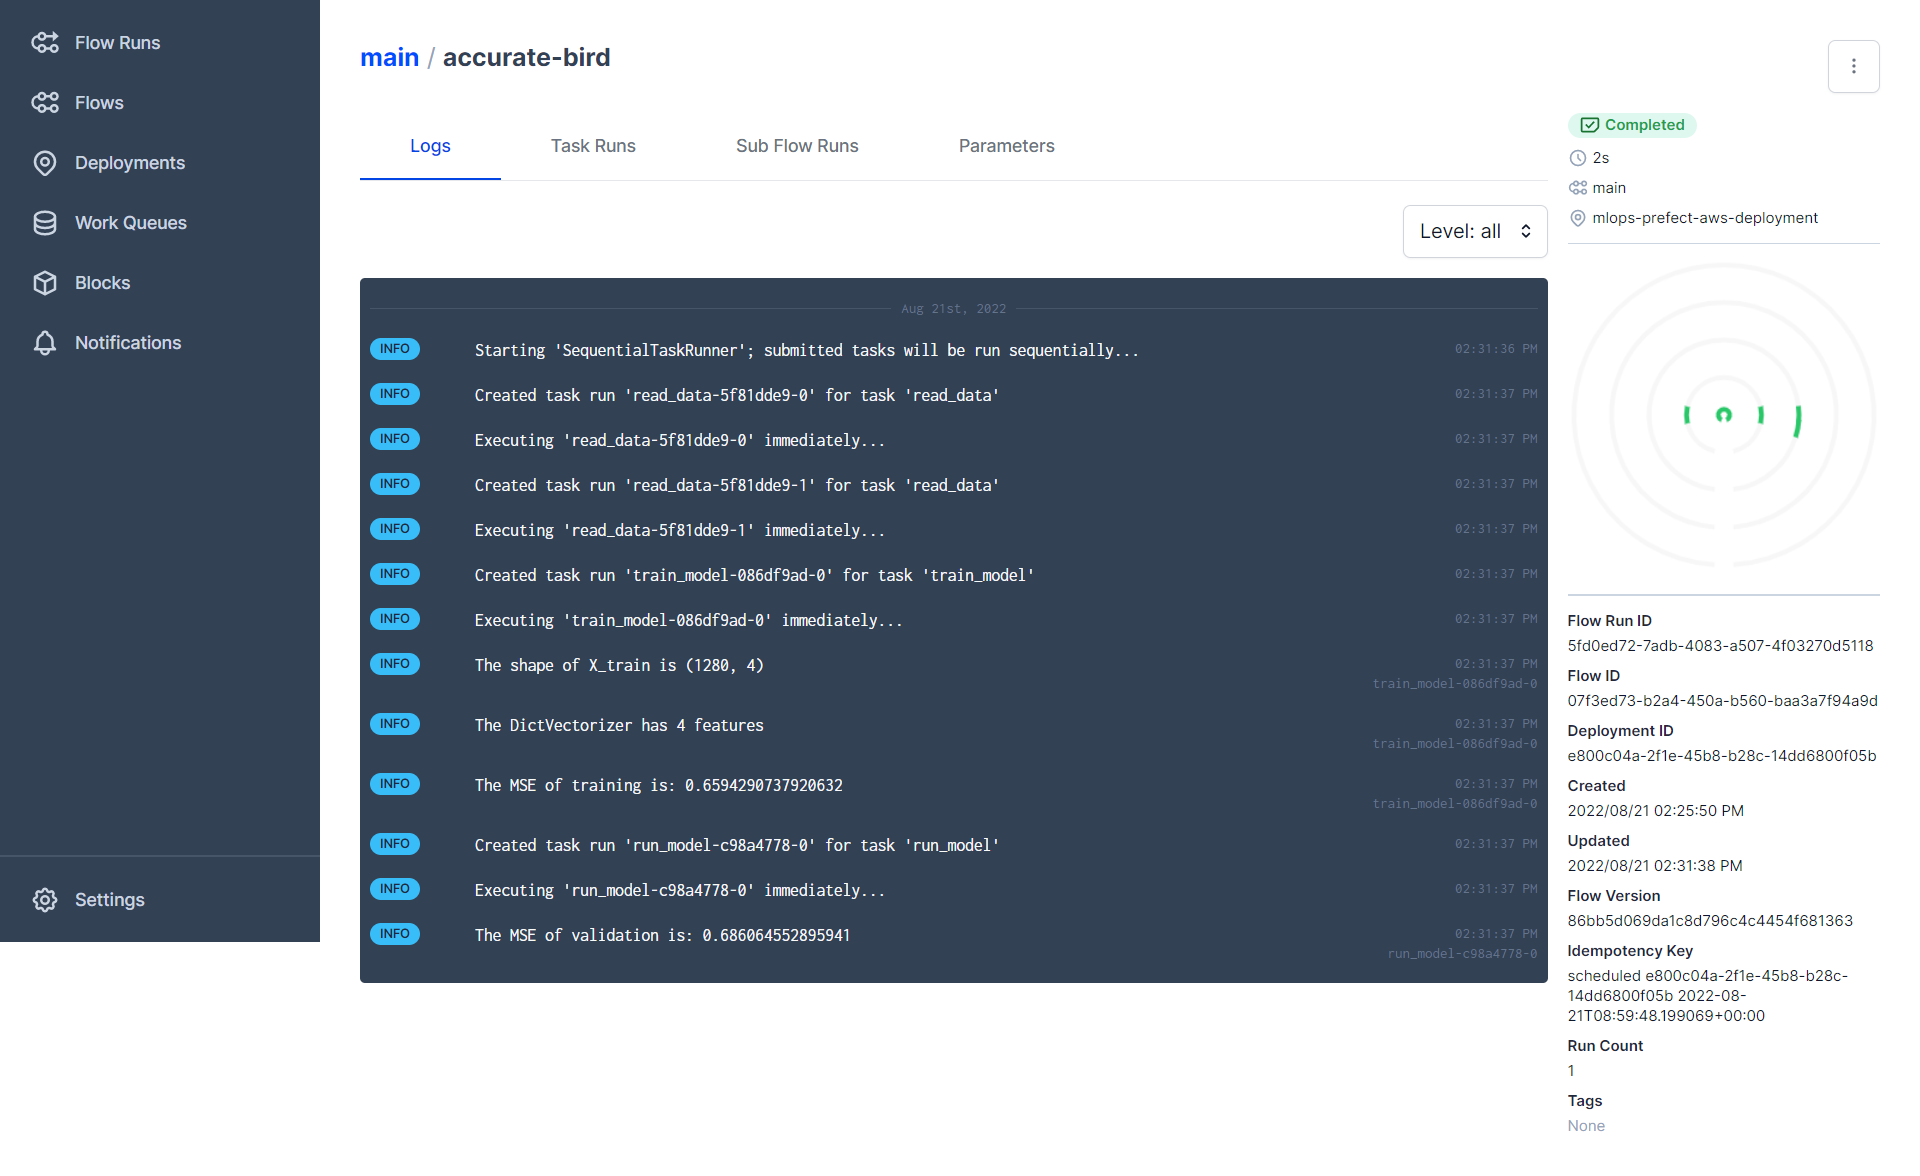 Flow Runs
Flows
Deployments
Work Queues
Blocks
Notifications
Settings
main / accurate-bird
Logs Task Runs Sub Flow Runs Parameters
Level: all
Aug 21st, 2022
INFO Starting 'SequentialTaskRunner'; submitted tasks will be run sequentially... 02:31:36 PM
INFO Created task run 'read_data-5f81dde9-0' for task 'read_data' 02:31:37 PM
INFO Executing 'read_data-5f81dde9-0' immediately... 02:31:37 PM
INFO Created task run 'read_data-5f81dde9-1' for task 'read_data' 02:31:37 PM
INFO Executing 'read_data-5f81dde9-1' immediately... 02:31:37 PM
INFO Created task run 'train_model-086df9ad-0' for task 'train_model' 02:31:37 PM
INFO Executing 'train_model-086df9ad-0' immediately... 02:31:37 PM
INFO The shape of X_train is (1280, 4) 02:31:37 PM
train_model-086df9ad-0
INFO The DictVectorizer has 4 features 02:31:37 PM
train_model-086df9ad-0
INFO The MSE of training is: 0.6594290737920632 02:31:37 PM
train_model-086df9ad-0
INFO Created task run 'run_model-c98a4778-0' for task 'run_model' 02:31:37 PM
INFO Executing 'run_model-c98a4778-0' immediately... 02:31:37 PM
INFO The MSE of validation is: 0.686064552895941 02:31:37 PM
run_model-c98a4778-0
Completed
2s
main
mlops-prefect-aws-deployment
Flow Run ID
5fd0ed72-7adb-4083-a507-4f03270d5118
Flow ID
07f3ed73-b2a4-450a-b560-baa3a7f94a9d
Deployment ID
e800c04a-2f1e-45b8-b28c-14dd6800f05b
Created
2022/08/21 02:25:50 PM
Updated
2022/08/21 02:31:38 PM
Flow Version
86bb5d069da1c8d796c4c4454f681363
Idempotency Key
scheduled e800c04a-2f1e-45b8-b28c-
14dd6800f05b 2022-08-
21T08:59:48.199069+00:00
Run Count
1
Tags
None